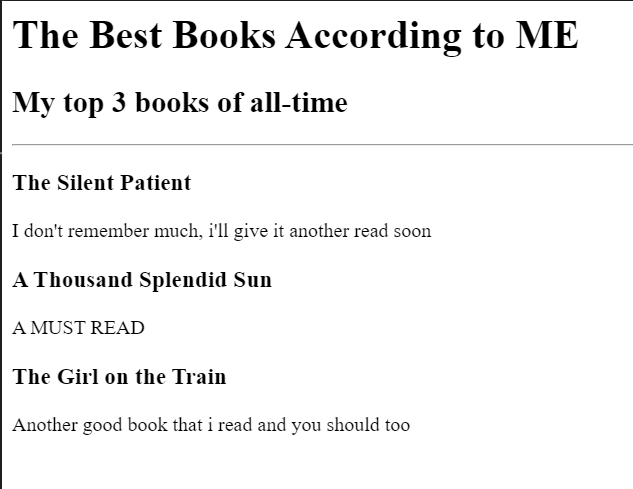 The Best Books According to ME
My top 3 books of all-time
The Silent Patient
I don't remember much, i'll give it another read soon
A Thousand Splendid Sun
A MUST READ
The Girl on the Train
Another good book that i read and you should too